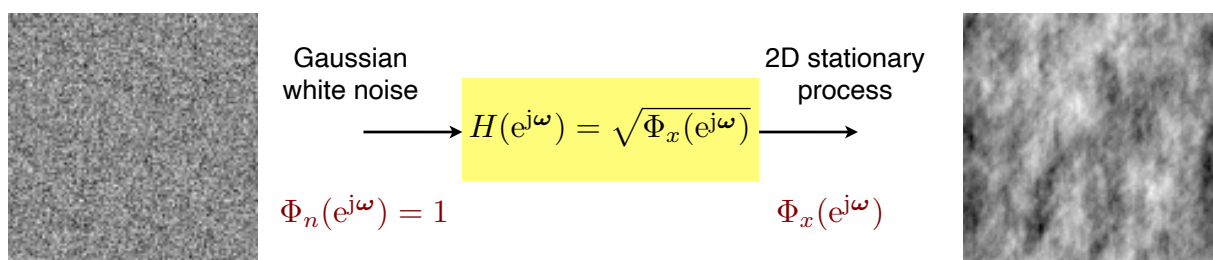 Gaussian
white noise
H(e^{jω}) = √Φ_x(e^{jω})
2D stationary
process
Φ_n(e^{jω}) = 1
Φ_x(e^{jω})